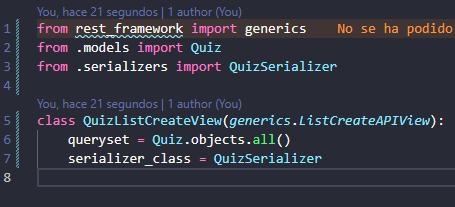 You, hace 21 segundos | 1 author (You)
1 from rest_framework import generics No se ha podido
2 from .models import Quiz
3 from .serializers import QuizSerializer
4
You, hace 21 segundos | 1 author (You)
5 class QuizListCreateView(generics.ListCreateAPIView):
6 queryset = Quiz.objects.all()
7 serializer_class = QuizSerializer
8